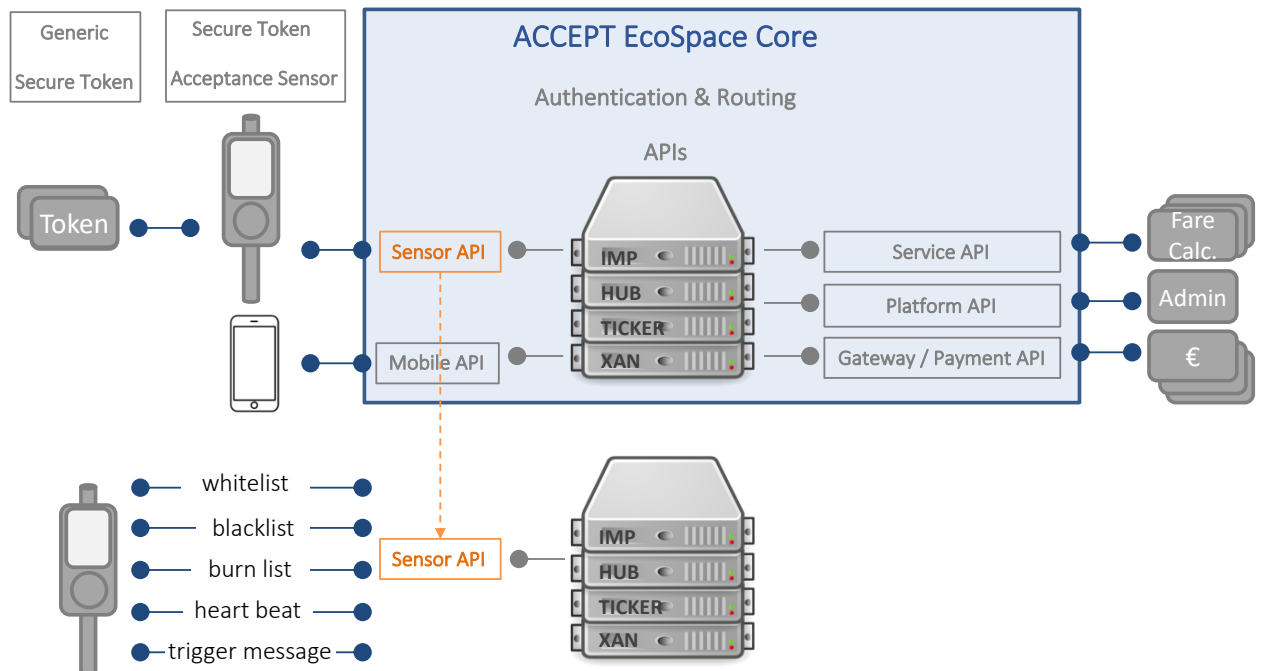 Generic
Secure Token
Secure Token
Acceptance Sensor
ACCEPT EcoSpace Core
Authentication & Routing
APIs
Token
Sensor API
Mobile API
IMP
HUB
TICKER
XAN
Service API
Platform API
Gateway / Payment API
Fare
Calc.
Admin
€
whitelist
blacklist
burn list
heart beat
trigger message
Sensor API
IMP
HUB
TICKER
XAN